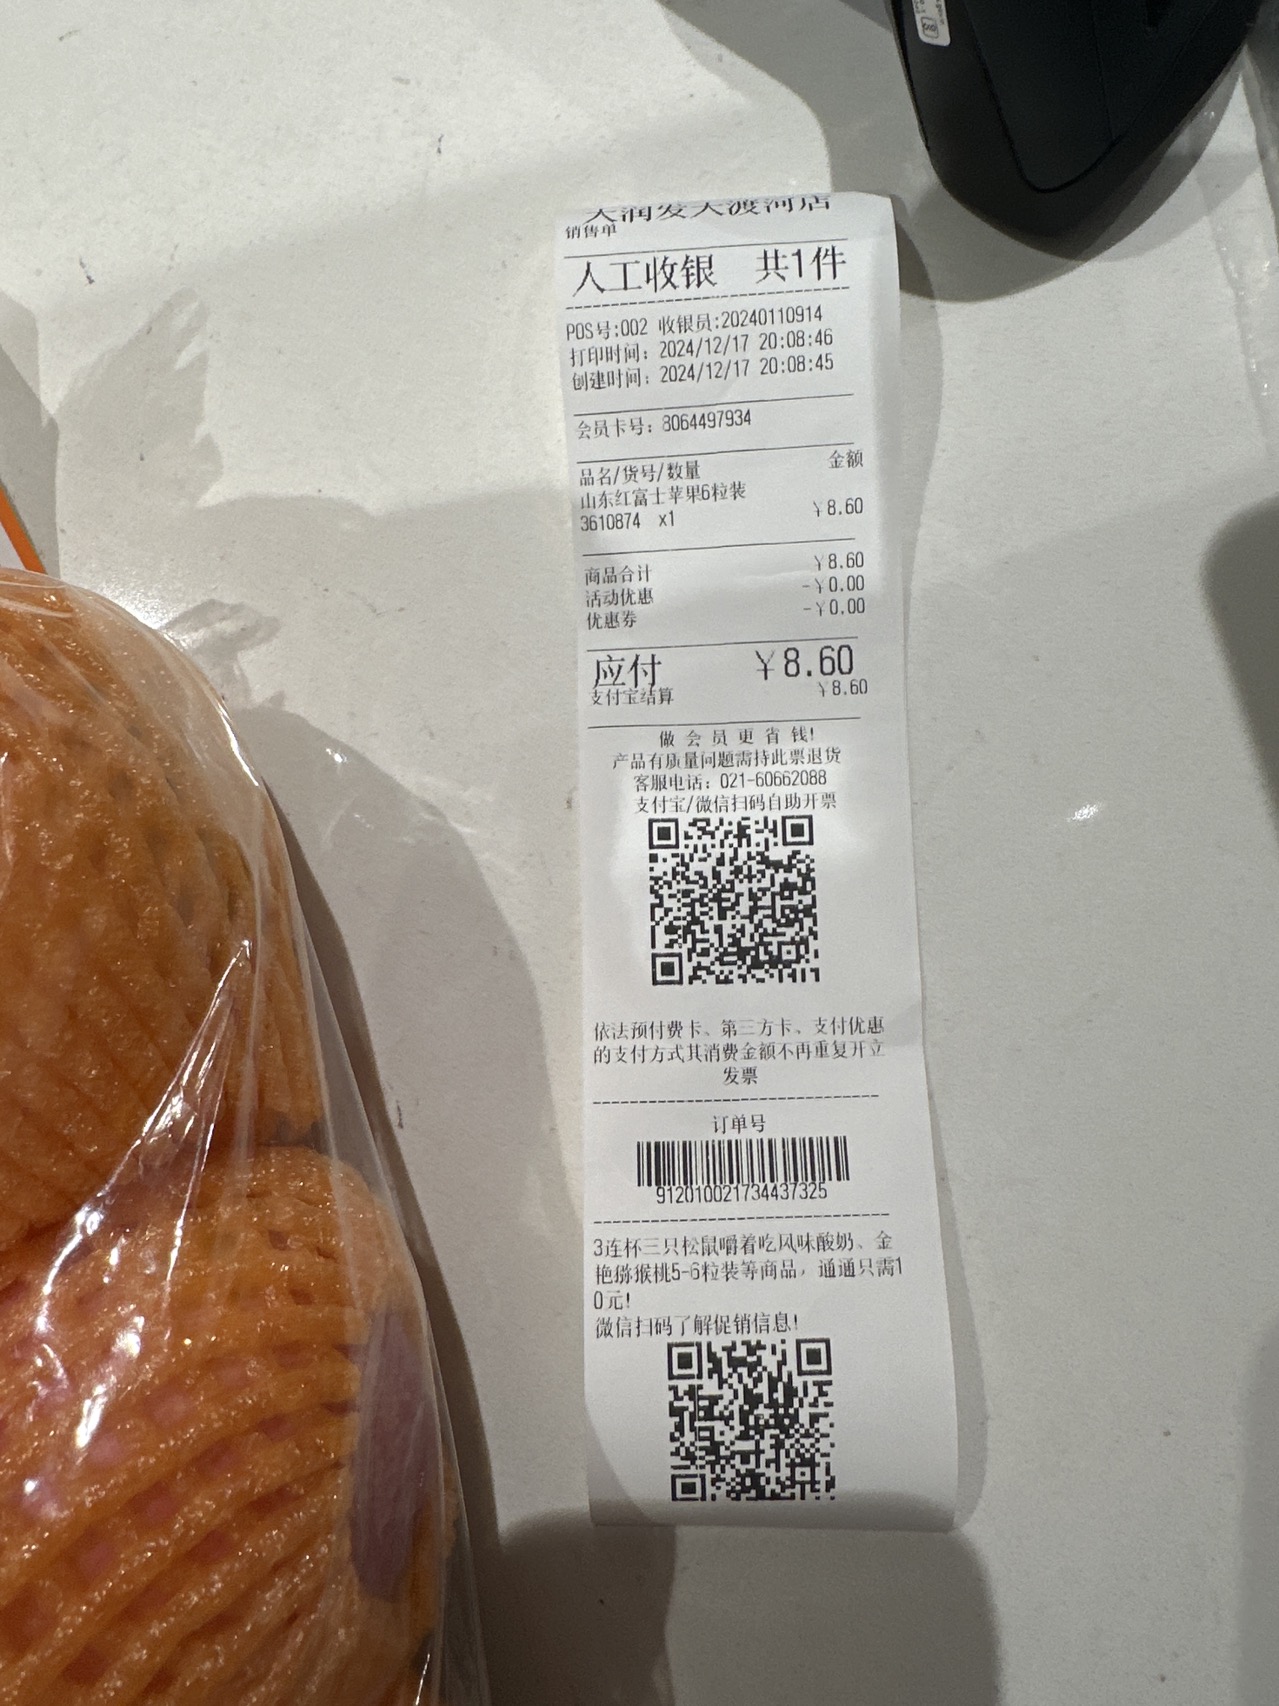 大润发大渡河店
销售单
人工收银 共1件
POS号:002 收银员:20240110914
打印时间: 2024/12/17 20:08:46
创建时间: 2024/12/17 20:08:45
会员卡号: 8064497934
品名/货号/数量 金额
山东红富士苹果6粒装
3610874 x1 ¥8.60
商品合计 ¥8.60
活动优惠 -¥0.00
优惠券 -¥0.00
应付 ¥8.60
支付宝结算 ¥8.60
做会员更省钱!
产品有质量问题需持此票退货
客服电话: 021-60662088
支付宝/微信扫码自助开票
依法预付费卡、第三方卡、支付优惠
的支付方式其消费金额不再重复开立
发票
订单号
912010021734437325
3连杯三只松鼠嚼着吃风味酸奶、金
艳猕猴桃5-6粒装等商品，通通只需1
0元!
微信扫码了解促销信息!